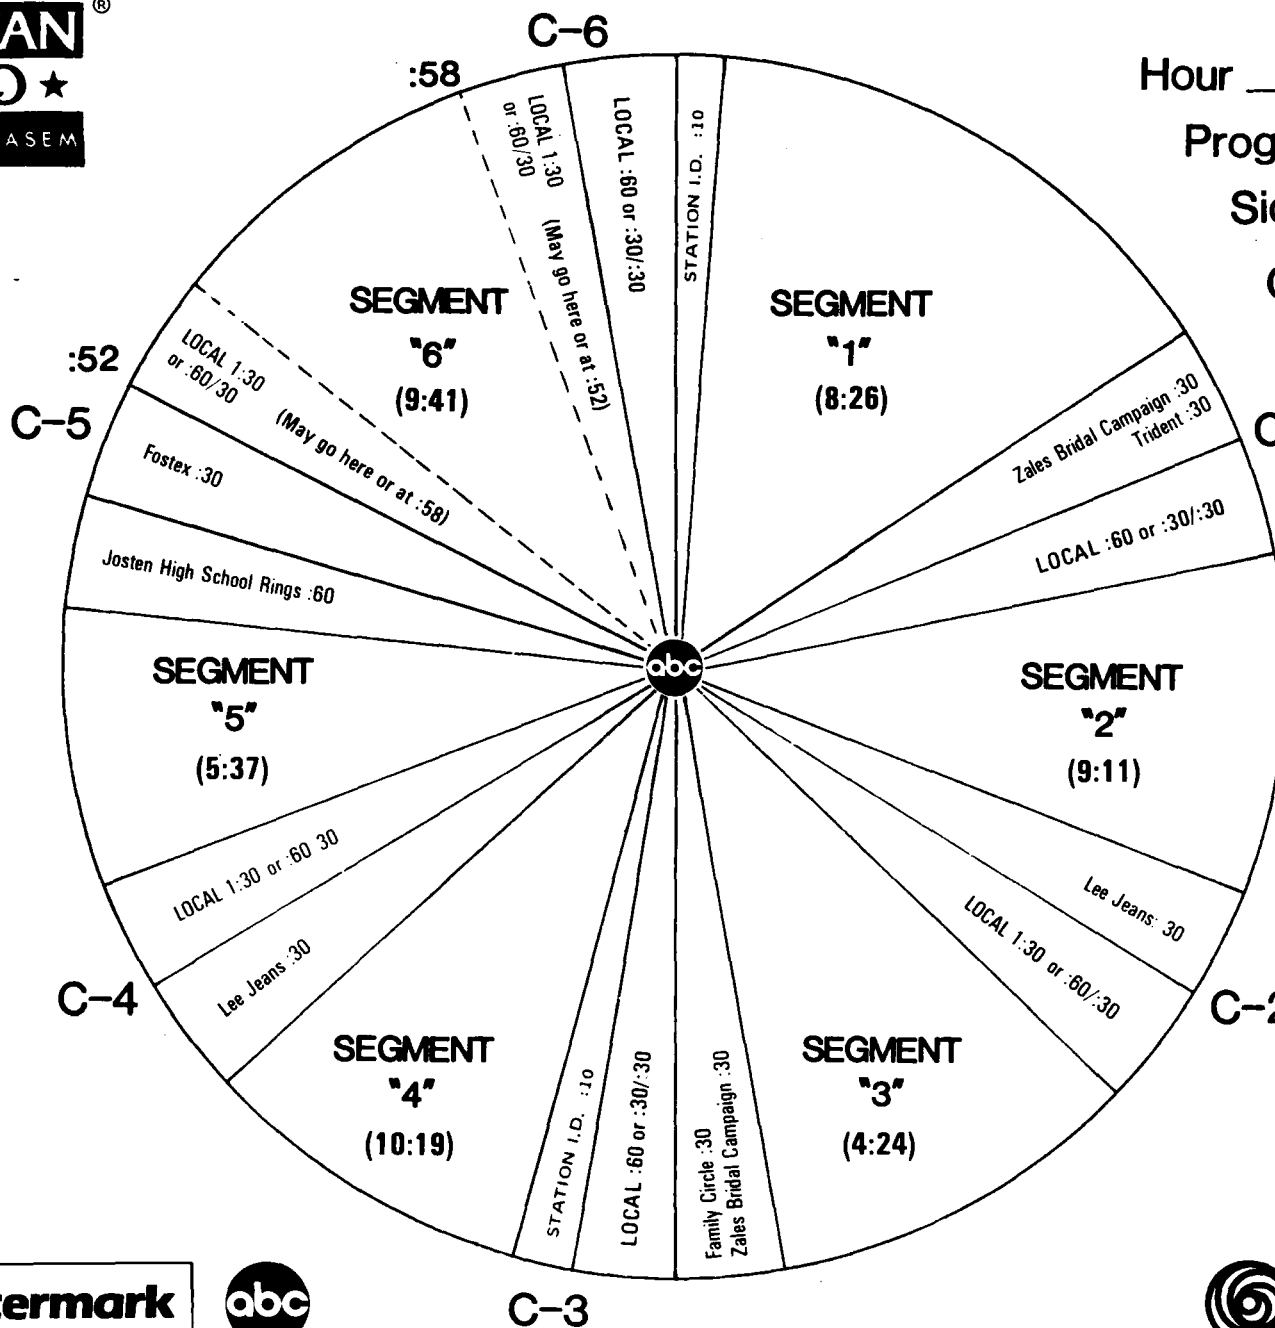 AN ®
ASEM
C-6
:58
Hour
Prog
STATION I.D. :10
LOCAL :60 or :30/:30
LOCAL 1:30
or :60/30
(May go here or at :52)
SEGMENT
"6"
(9:41)
SEGMENT
"1"
(8:26)
:52
C-5
LOCAL 1:30
or :60/30
(May go here or at :58)
Zales Bridal Campaign :30
Trident :30
LOCAL :60 or :30/:30
Fostex :30
Josten High School Rings :60
abc
SEGMENT
"5"
(5:37)
SEGMENT
"2"
(9:11)
LOCAL 1:30 or :60 30
Lee Jeans :30
C-4
Lee Jeans: 30
LOCAL 1:30 or :60/:30
C-2
SEGMENT
"4"
(10:19)
SEGMENT
"3"
(4:24)
STATION I.D. :10
LOCAL :60 or :30/:30
Family Circle :30
Zales Bridal Campaign :30
C-3
termark
abc